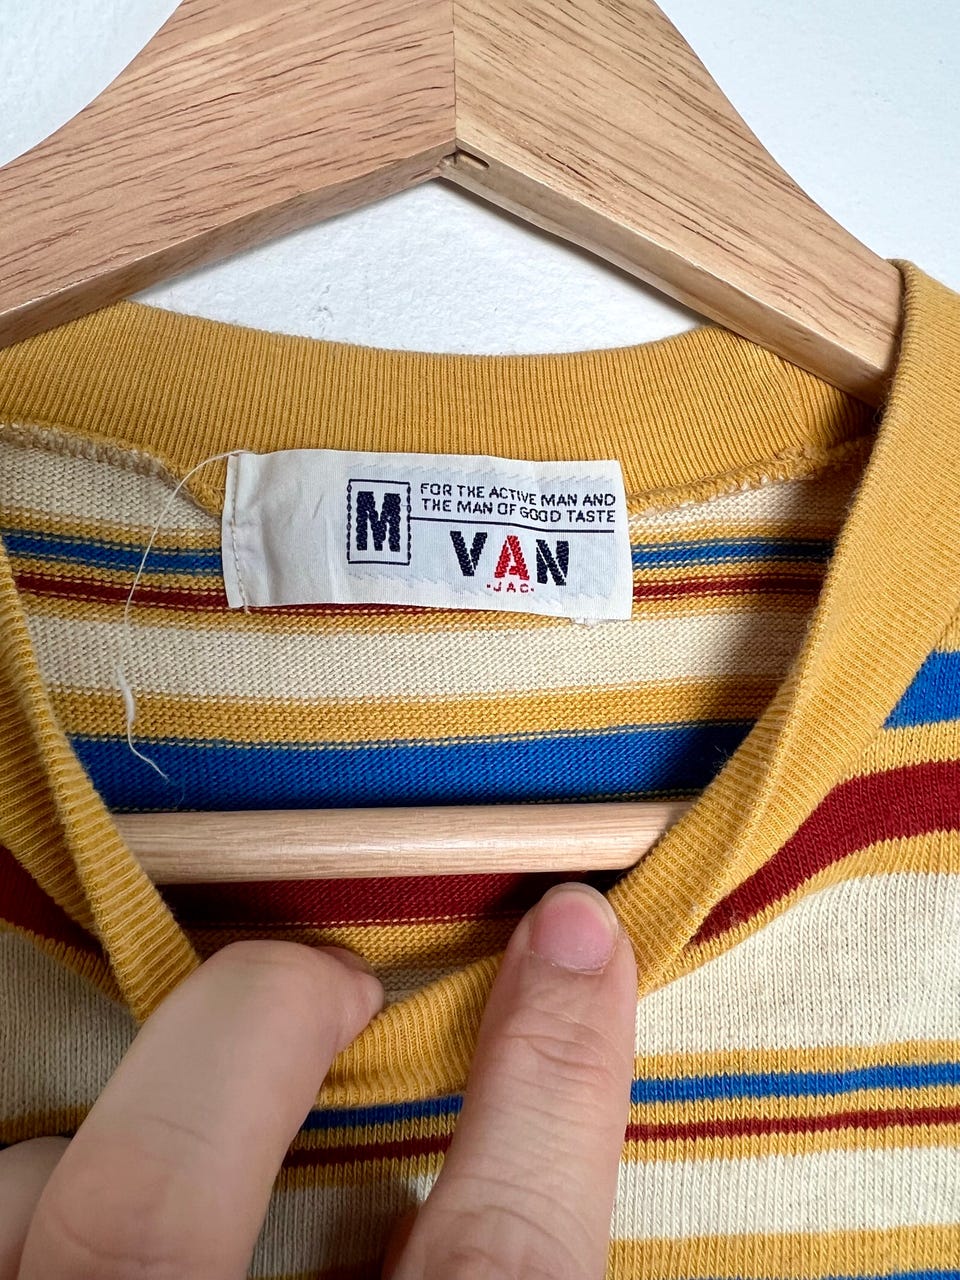 M
FOR THE ACTIVE MAN AND
THE MAN OF GOOD TASTE
VAN
·JAC·